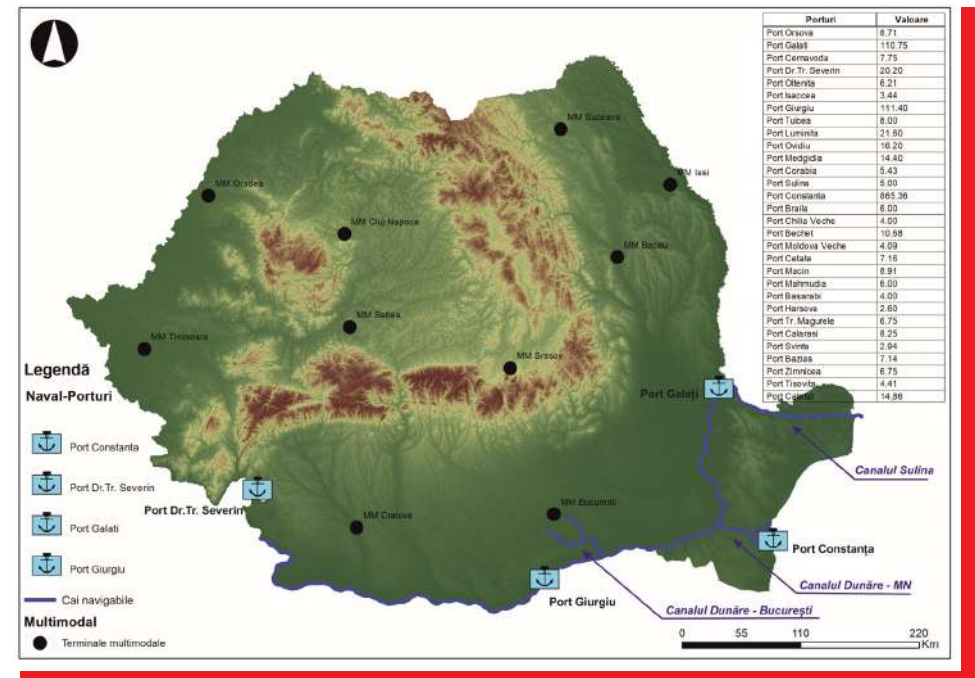 Porturi Valoare
Port Orsova 6.71
Port Galati 110.75
Port Cernavoda 7.75
Port Dr.Tr. Severin 20.20
Port Oltenita 6.21
Port Isaccea 3.44
Port Giurgiu 111.40
Port Tulcea 8.00
Port Luminita 21.60
Port Ovidiu 16.20
Port Medgidia 14.40
Port Corabia 5.43
Port Sulina 5.00
Port Constanta 865.36
Port Braila 6.00
Port Chilia Veche 4.00
Port Bechet 10.68
Port Moldova Veche 4.09
Port Cetate 7.16
Port Macin 8.91
Port Mahmudia 6.00
Port Basarabi 4.00
Port Harsova 2.60
Port Tr. Magurele 6.75
Port Calarasi 8.25
Port Svinta 2.94
Port Bazias 7.14
Port Zimnicea 6.75
Port Tisovita 4.41
Port 14,86
MM Suceava
MM Iasi
MM Oradea
MM Cluj Napoca
MM Bacau
MM Sebes
MM Timisoara
MM Brasov
Port Galați
Canalul Sulina
Port Dr.Tr. Severin
MM Craiova
MM Bucuresti
Port Constanța
Port Giurgiu
Canalul Dunăre - MN
Canalul Dunăre - București
Legendă
Naval-Porturi
Port Constanta
Port Dr.Tr. Severin
Port Galati
Port Giurgiu
Cai navigabile
Multimodal
Terminale multimodale
0 55 110 220
Km